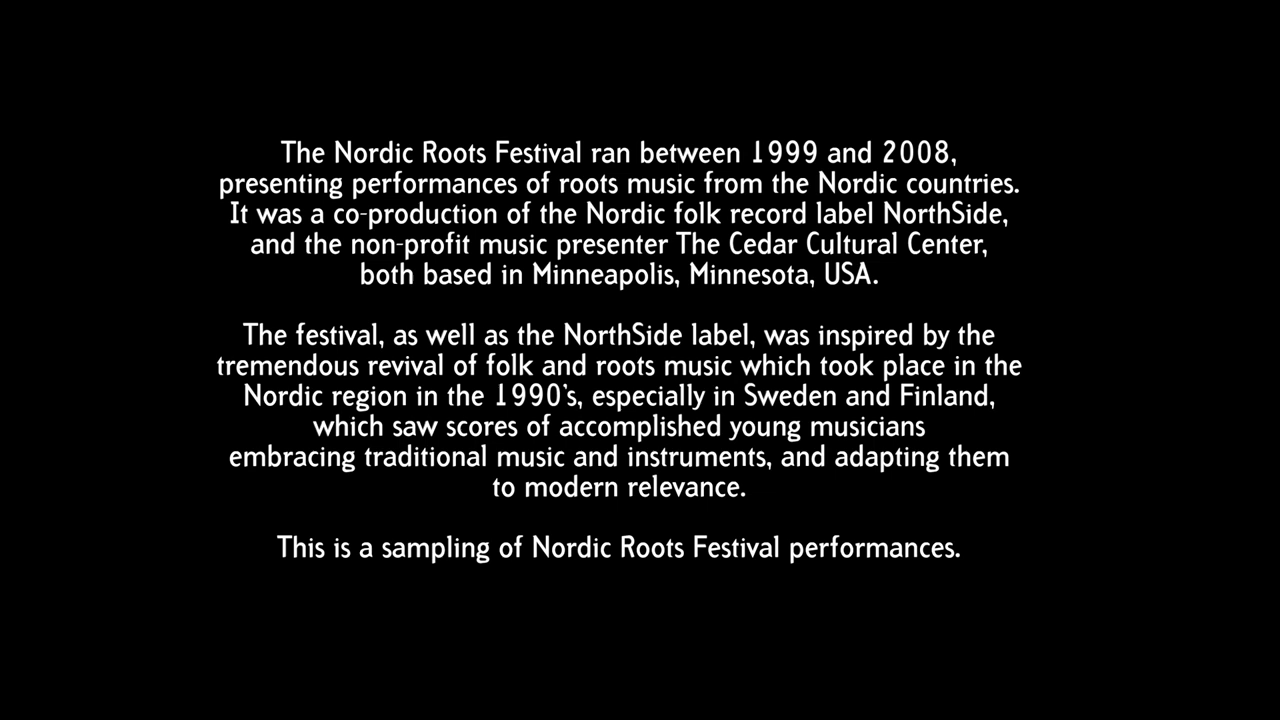 The Nordic Roots Festival ran between 1999 and 2008,
presenting performances of roots music from the Nordic countries.
It was a co-production of the Nordic folk record label NorthSide,
and the non-profit music presenter The Cedar Cultural Center,
both based in Minneapolis, Minnesota, USA.
The festival, as well as the NorthSide label, was inspired by the
tremendous revival of folk and roots music which took place in the
Nordic region in the 1990's, especially in Sweden and Finland,
which saw scores of accomplished young musicians
embracing traditional music and instruments, and adapting them
to modern relevance.
This is a sampling of Nordic Roots Festival performances.